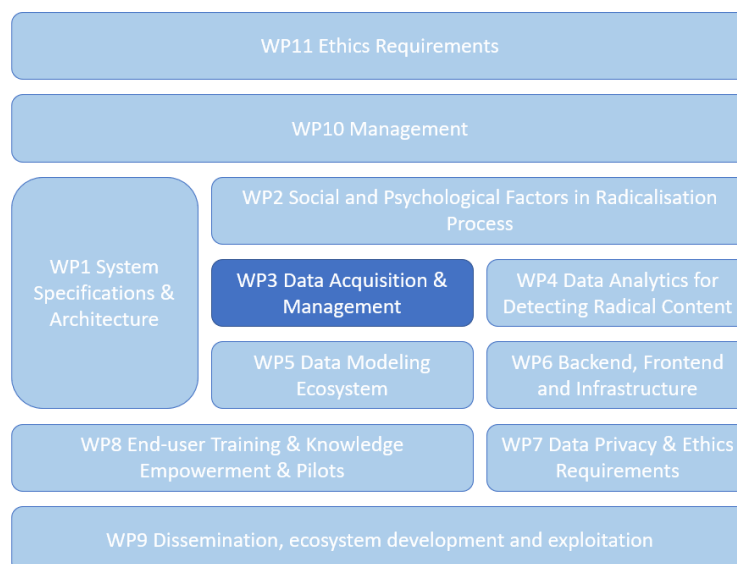 WP11 Ethics Requirements
WP10 Management
WP1 System
Specifications &
Architecture
WP2 Social and Psychological Factors in Radicalisation
Process
WP3 Data Acquisition &
Management
WP4 Data Analytics for
Detecting Radical Content
WP5 Data Modeling
Ecosystem
WP6 Backend, Frontend
and Infrastructure
WP8 End-user Training & Knowledge
Empowerment & Pilots
WP7 Data Privacy & Ethics
Requirements
WP9 Dissemination, ecosystem development and exploitation